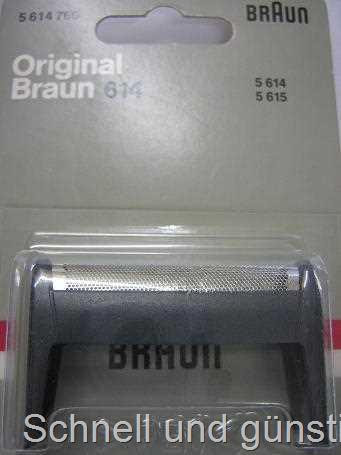 5 614 760
BRAUN
Original
Braun 614
5 614
5 615
BRAUN
Schnell und günsti